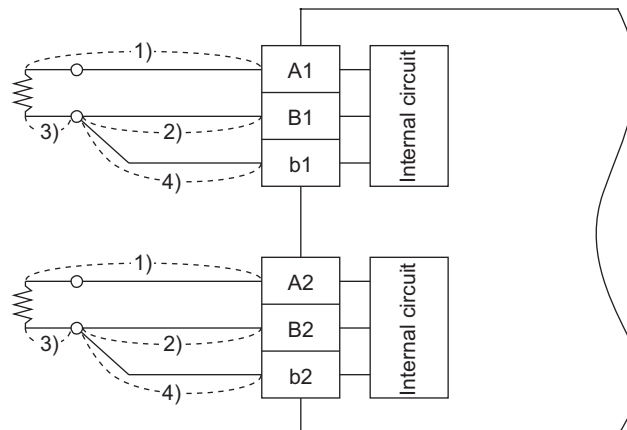 1)
A1
B1
b1
2)
3)
4)
Internal circuit
1)
A2
B2
b2
2)
3)
4)
Internal circuit